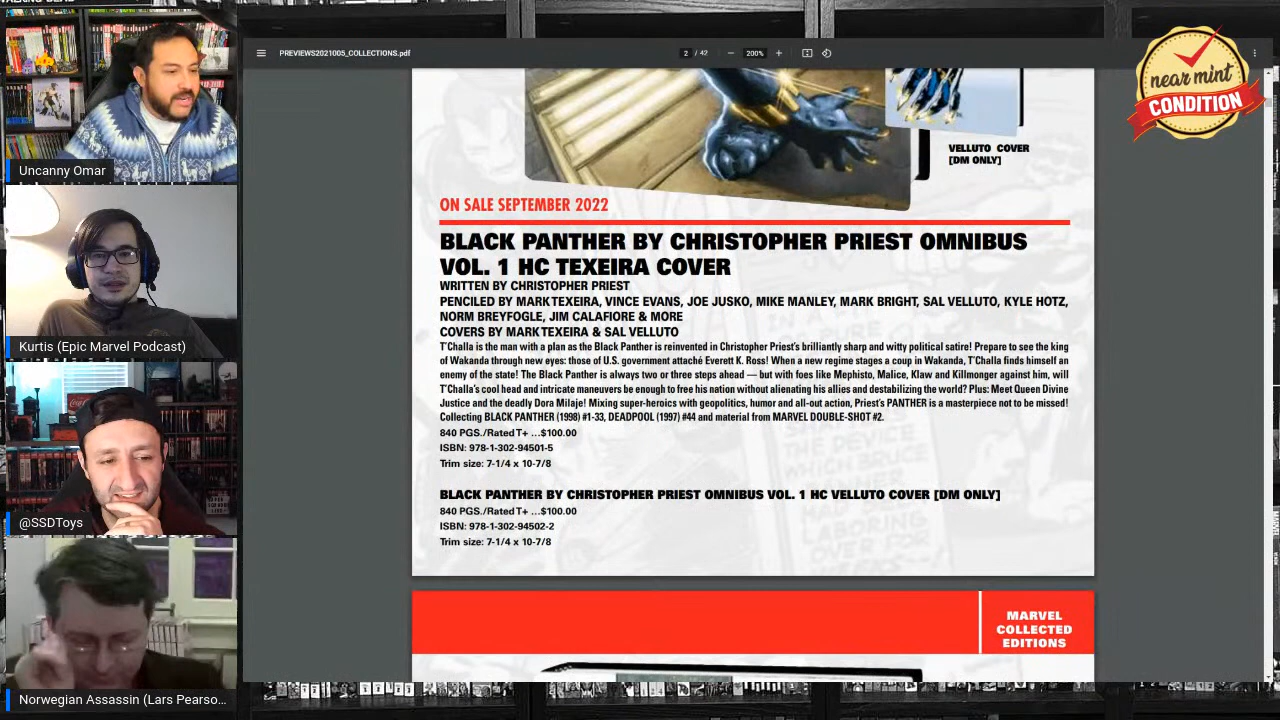 PREVIEWS2021005_COLLECTIONS.pdf
2 / 42
200%
near mint
CONDITION
Uncanny Omar
Kurtis (Epic Marvel Podcast)
@SSDToys
Norwegian Assassin (Lars Pearso...
VELLUTO COVER
[DM ONLY]
ON SALE SEPTEMBER 2022
BLACK PANTHER BY CHRISTOPHER PRIEST OMNIBUS
VOL. 1 HC TEXEIRA COVER
WRITTEN BY CHRISTOPHER PRIEST
PENCILED BY MARK TEXEIRA, VINCE EVANS, JOE JUSKO, MIKE MANLEY, MARK BRIGHT, SAL VELLUTO, KYLE HOTZ,
NORM BREYFOGLE, JIM CALAFIORE & MORE
COVERS BY MARK TEXEIRA & SAL VELLUTO
T'Challa is the man with a plan as the Black Panther is reinvented in Christopher Priest's brilliantly sharp and witty political satire! Prepare to see the king
of Wakanda through new eyes: those of U.S. government attaché Everett K. Ross! When a new regime stages a coup in Wakanda, T'Challa finds himself an
enemy of the state! The Black Panther is always two or three steps ahead — but with foes like Mephisto, Malice, Klaw and Killmonger against him, will
T'Challa's cool head and intricate maneuvers be enough to free his nation without alienating his allies and destabilizing the world? Plus: Meet Queen Divine
Justice and the deadly Dora Milaje! Mixing super-heroics with geopolitics, humor and all-out action, Priest's PANTHER is a masterpiece not to be missed!
Collecting BLACK PANTHER (1998) #1-33, DEADPOOL (1997) #44 and material from MARVEL DOUBLE-SHOT #2.
840 PGS./Rated T+ ...$100.00
ISBN: 978-1-302-94501-5
Trim size: 7-1/4 x 10-7/8
BLACK PANTHER BY CHRISTOPHER PRIEST OMNIBUS VOL. 1 HC VELLUTO COVER [DM ONLY]
840 PGS./Rated T+ ...$100.00
ISBN: 978-1-302-94502-2
Trim size: 7-1/4 x 10-7/8
MARVEL
COLLECTED
EDITIONS